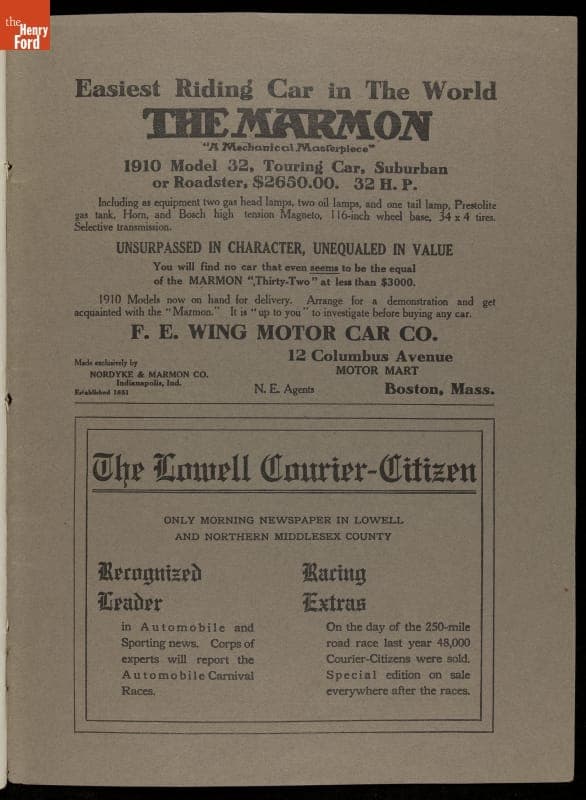 the
Henry
Ford
Easiest Riding Car in The World
THE MARMON
"A Mechanical Masterpiece"
1910 Model 32, Touring Car, Suburban
or Roadster, $2650.00. 32 H. P.
Including as equipment two gas head lamps, two oil lamps, and one tail lamp, Prestolite
gas tank, Horn, and Bosch high tension Magneto, 116-inch wheel base, 34 x 4 tires.
Selective transmission.
UNSURPASSED IN CHARACTER, UNEQUALED IN VALUE
You will find no car that even seems to be the equal
of the MARMON ",Thirty-Two" at less than $3000.
1910 Models now on hand for delivery. Arrange for a demonstration and get
acquainted with the "Marmon." It is "up to you" to investigate before buying any car.
F. E. WING MOTOR CAR CO.
Made exclusively by
NORDYKE & MARMON CO.
Indianapolis, Ind.
Established 1851
N. E. Agents
12 Columbus Avenue
MOTOR MART
Boston, Mass.
The Lowell Courier-Citizen
ONLY MORNING NEWSPAPER IN LOWELL
AND NORTHERN MIDDLESEX COUNTY
Recognized
Leader
in Automobile and
Sporting news. Corps of
experts will report the
Automobile Carnival
Races.
Racing
Extras
On the day of the 250-mile
road race last year 48,000
Courier-Citizens were sold.
Special edition on sale
everywhere after the races.